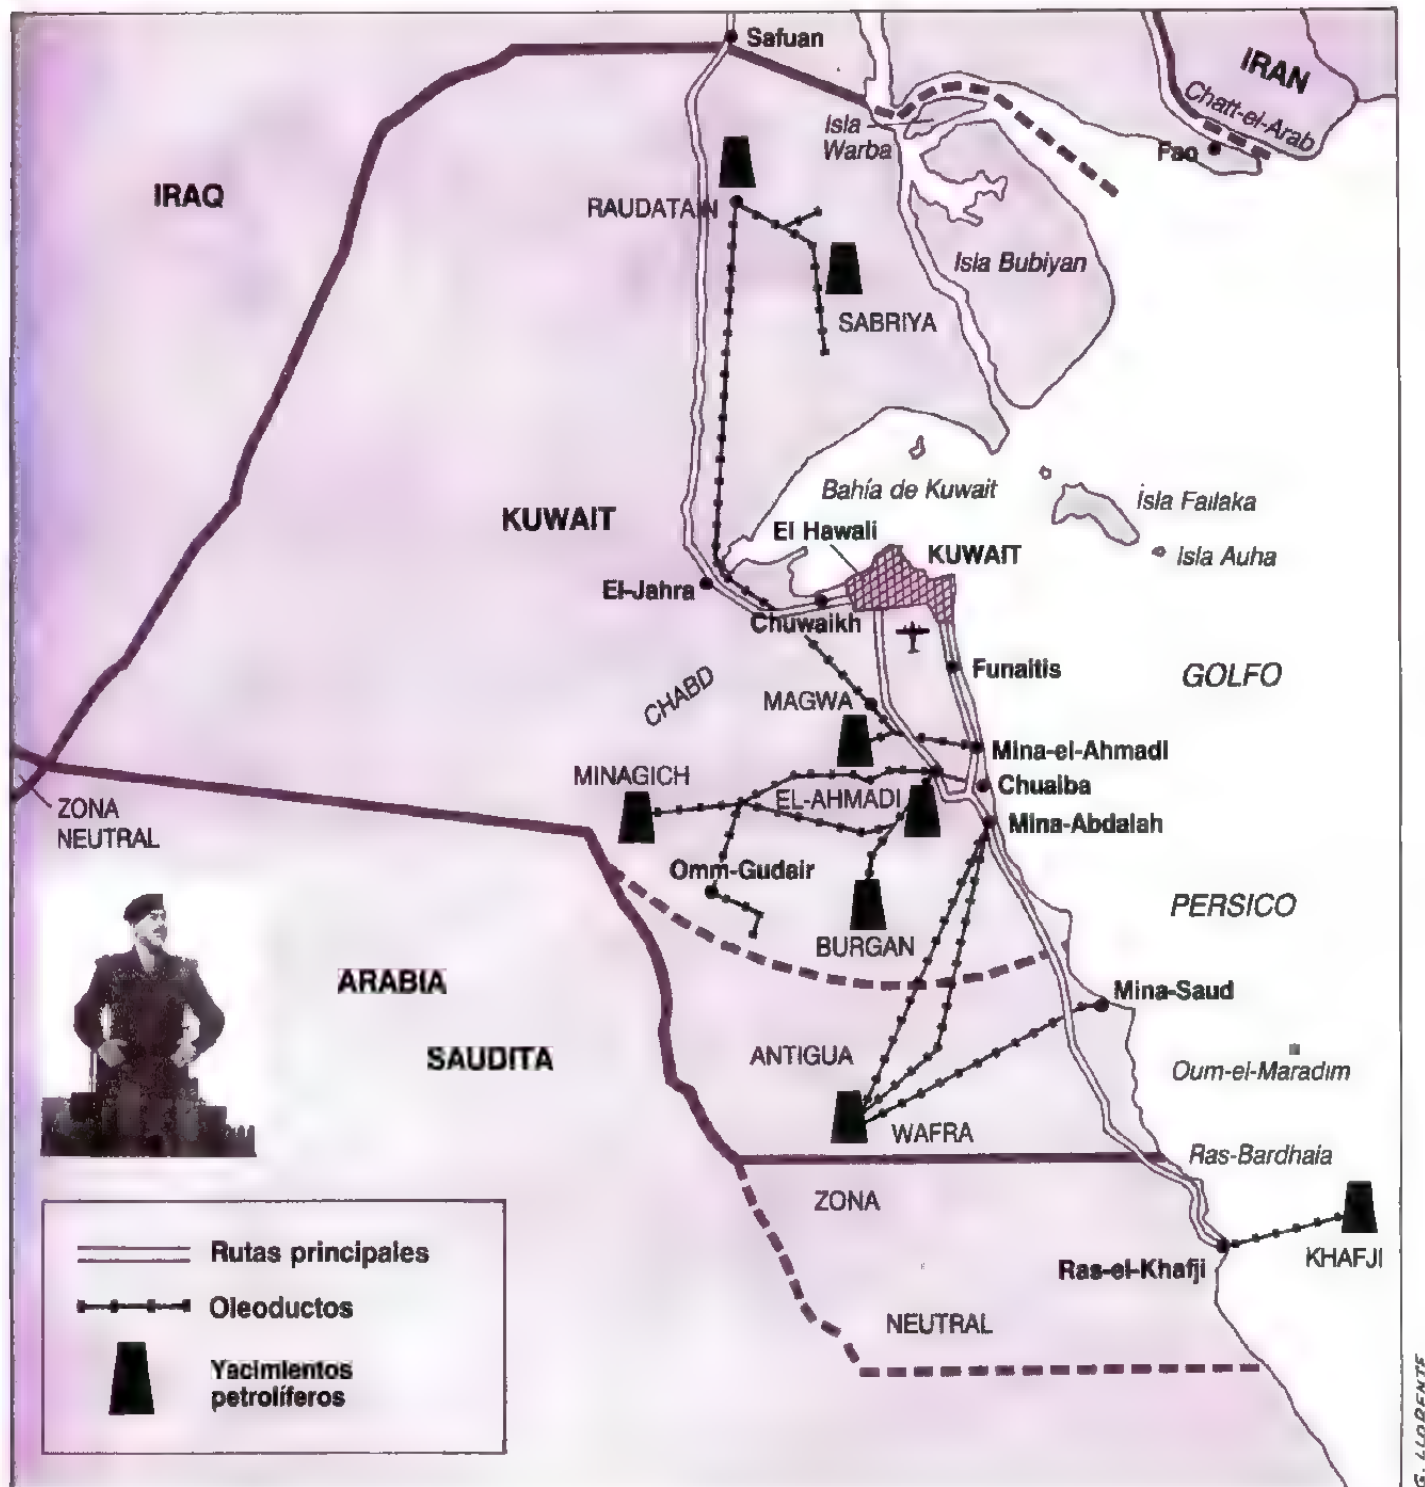 Safuan
IRAN
Chatt-el-Arab
Isla
Warba
Fao
IRAQ
RAUDATAIN
Isla Bubiyan
SABRIYA
Bahía de Kuwait
Isla Failaka
KUWAIT
El Hawali
KUWAIT
Isla Auha
El-Jahra
Chuwaikh
Funaitis
GOLFO
CHABD
MAGWA
Mina-el-Ahmadi
MINAGICH
Chuaiba
EL-AHMADI
ZONA
NEUTRAL
Mina-Abdalah
Omm-Gudair
PERSICO
BURGAN
ARABIA
SAUDITA
Mina-Saud
ANTIGUA
Oum-el-Maradim
WAFRA
Ras-Bardhaia
ZONA
NEUTRAL
KHAFJI
Ras-el-Khafji
Rutas principales
Oleoductos
Yacimientos
petrolíferos
G. LLORENTE